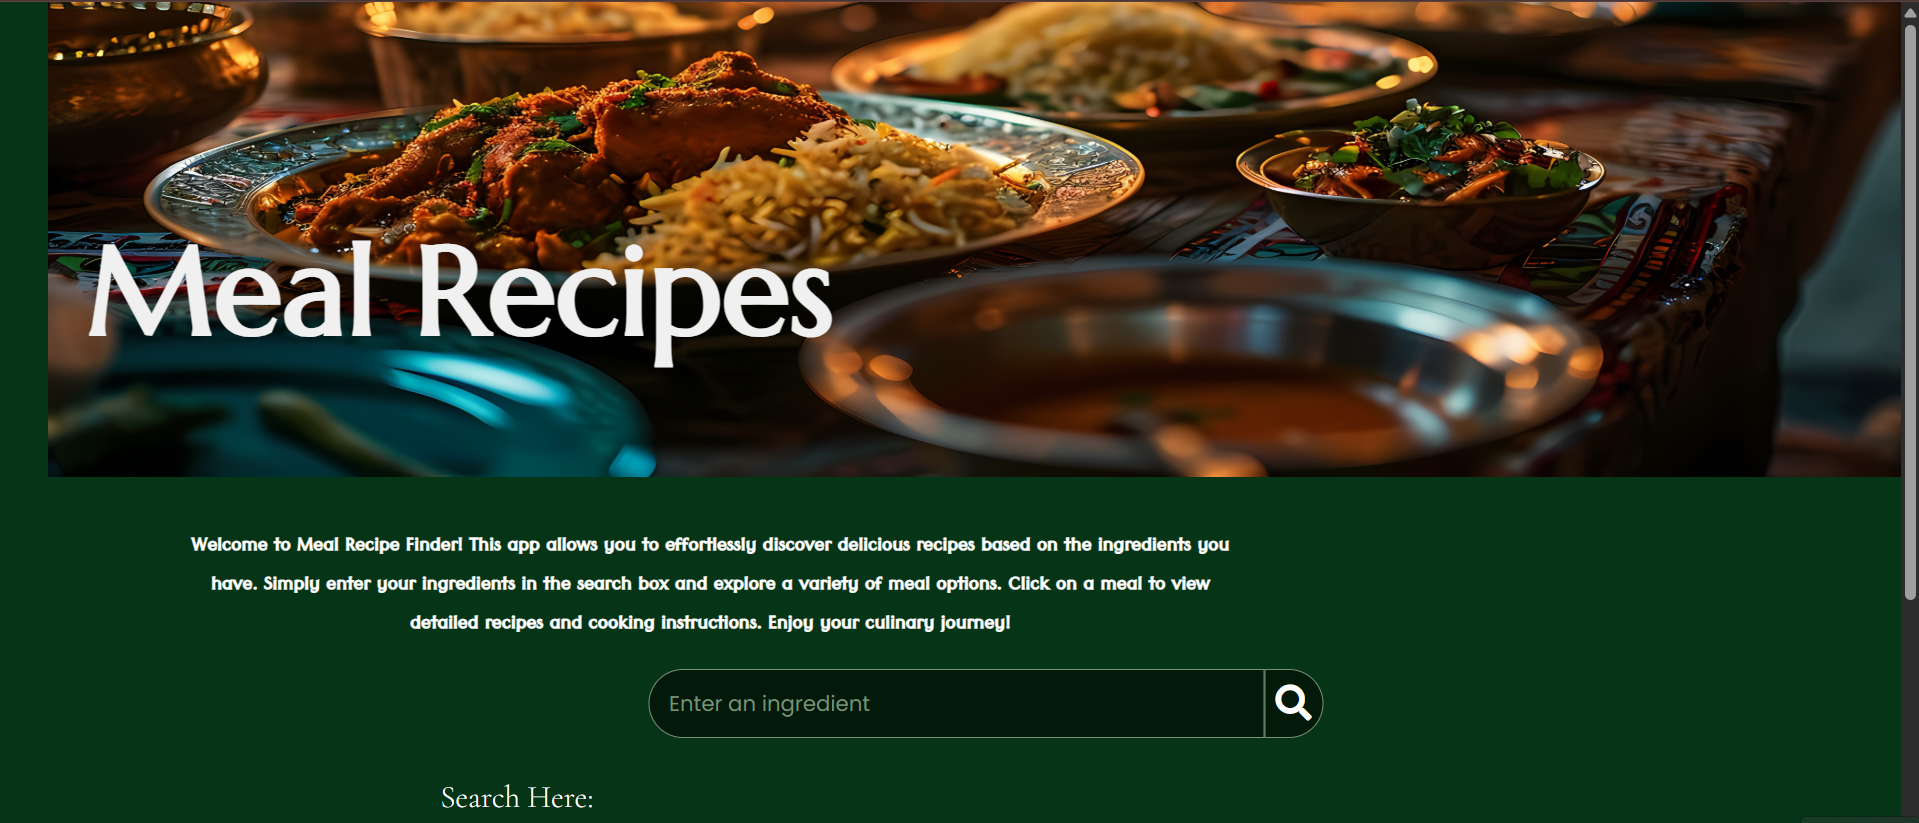 Meal Recipes
Welcome to Meal Recipe Finder! This app allows you to effortlessly discover delicious recipes based on the ingredients you
have. Simply enter your ingredients in the search box and explore a variety of meal options. Click on a meal to view
detailed recipes and cooking instructions. Enjoy your culinary journey!
Enter an ingredient
Search Here: